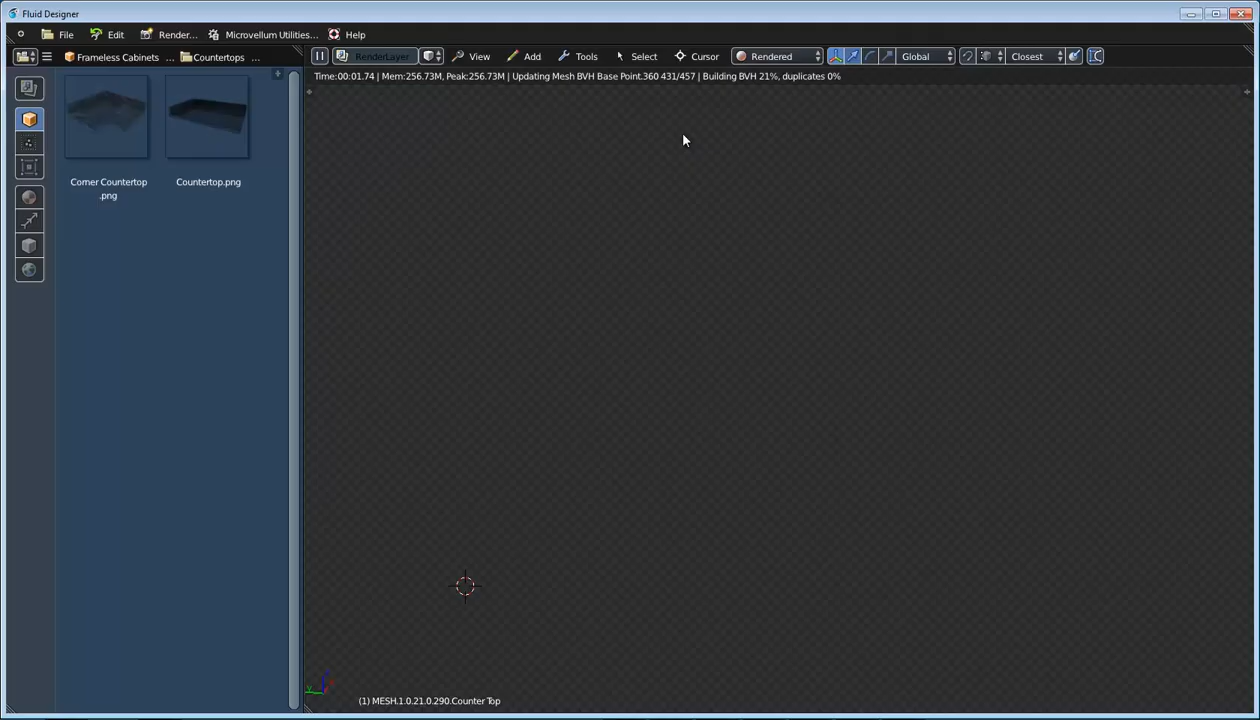 Fluid Designer
File Edit Render... Microvellum Utilities... Help
Frameless Cabinets ... Countertops ...
RenderLayer View Add Tools Select Cursor Rendered Global Closest
Time:00:01.74 | Mem:256.73M, Peak:256.73M | Updating Mesh BVH Base Point.360 431/457 | Building BVH 21%, duplicates 0%
Corner Countertop
.png
Countertop.png
(1) MESH.1.0.21.0.290.Counter Top